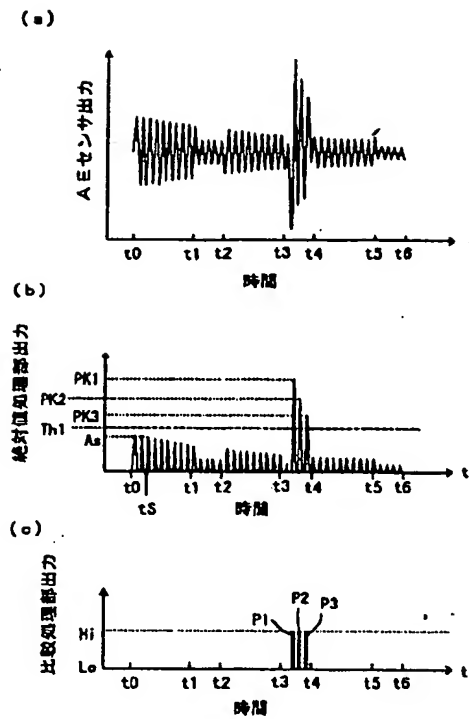 (a)
AEセンサ出力
t0 t1 t2 t3 t4 t5 t6
時間
(b)
絶対値処理部出力
PK1
PK2
PK3
Th1
As
t0 t1 t2 t3 t4 t5 t6 t
tS
時間
(c)
比較処理部出力
P1 P2 P3
Hi
Lo
t0 t1 t2 t3 t4 t5 t6 t
時間